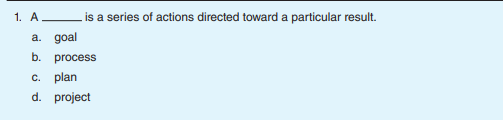 1. A ______ is a series of actions directed toward a particular result.
a. goal
b. process
c. plan
d. project